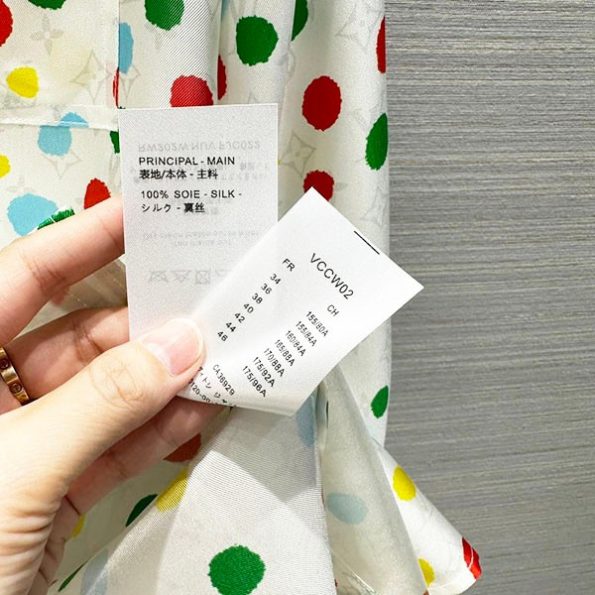 PRINCIPAL - MAIN
表地/本体 - 主料
100% SOIE - SILK -
シルク - 真丝
VCCW02
FR CH
34 155/80A
36 155/84A
38 160/84A
40 165/88A
42 170/88A
44 175/92A
46 175/96A
CA36929